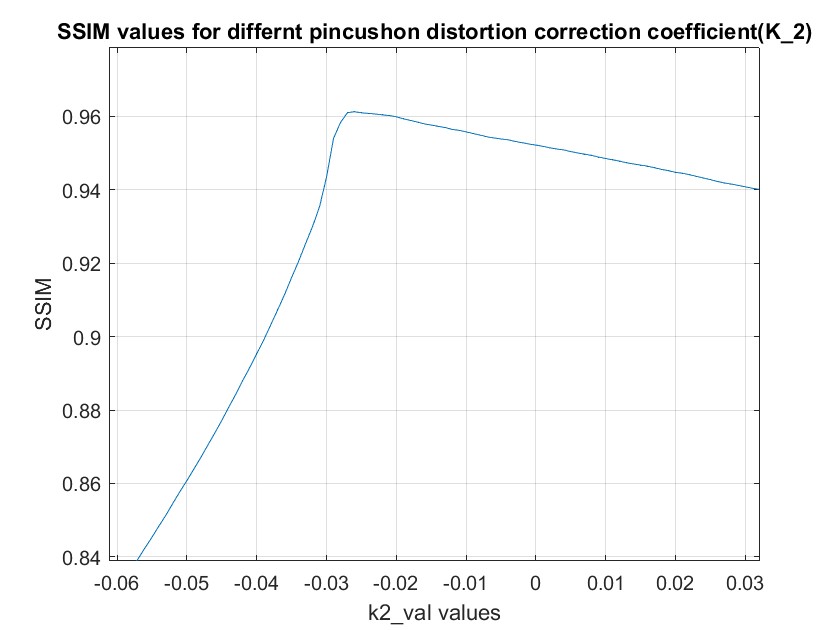 SSIM values for differnt pincushon distortion correction coefficient(K_2)
0.96
0.94
0.92
0.9
0.88
0.86
0.84
SSIM
-0.06 -0.05 -0.04 -0.03 -0.02 -0.01 0 0.01 0.02 0.03
k2_val values